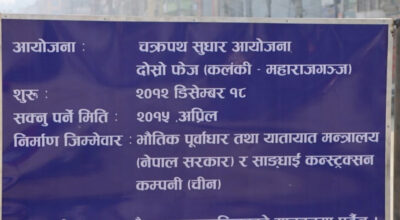 आयोजना : चक्रपथ सुधार आयोजना
दोस्रो फेज (कलंकी - महाराजगञ्ज)
शुरू : २०१२ डिसेम्बर १८
सक्नु पर्ने मिति : २०१५ अप्रिल
निर्माण जिम्मेवार : भौतिक पूर्वाधार तथा यातायात मन्त्रालय
(नेपाल सरकार) र साङ्घाई कन्स्ट्रक्सन
कम्पनी (चीन)